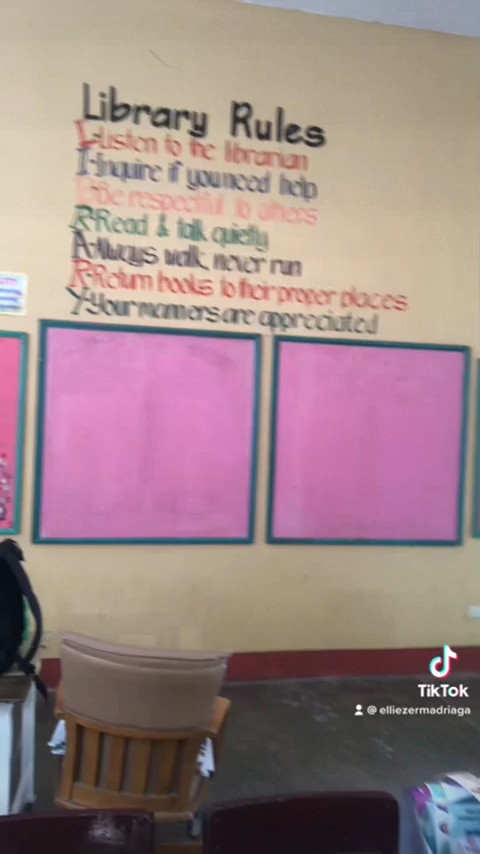 Library Rules
L-Listen to the librarian
I-Inquire if you need help
B-Be respectful to others
R-Read & talk quietly
A-Always walk, never run
R-Return books to their proper places
Y-Your manners are appreciated
TikTok
@elliezermadriaga